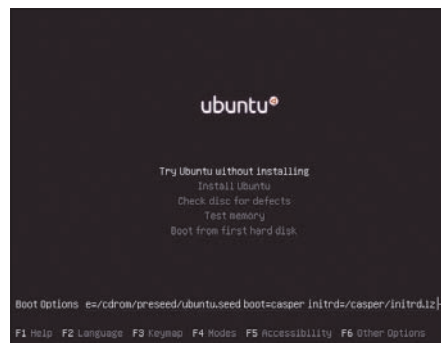 ubuntu
Try Ubuntu without installing
Install Ubuntu
Check disc for defects
Test memory
Boot from first hard disk
Boot Options e=/cdrom/preseed/ubuntu.seed boot=casper initrd=/casper/initrd.lz
F1 Help F2 Language F3 Keymap F4 Modes F5 Accessibility F6 Other Options